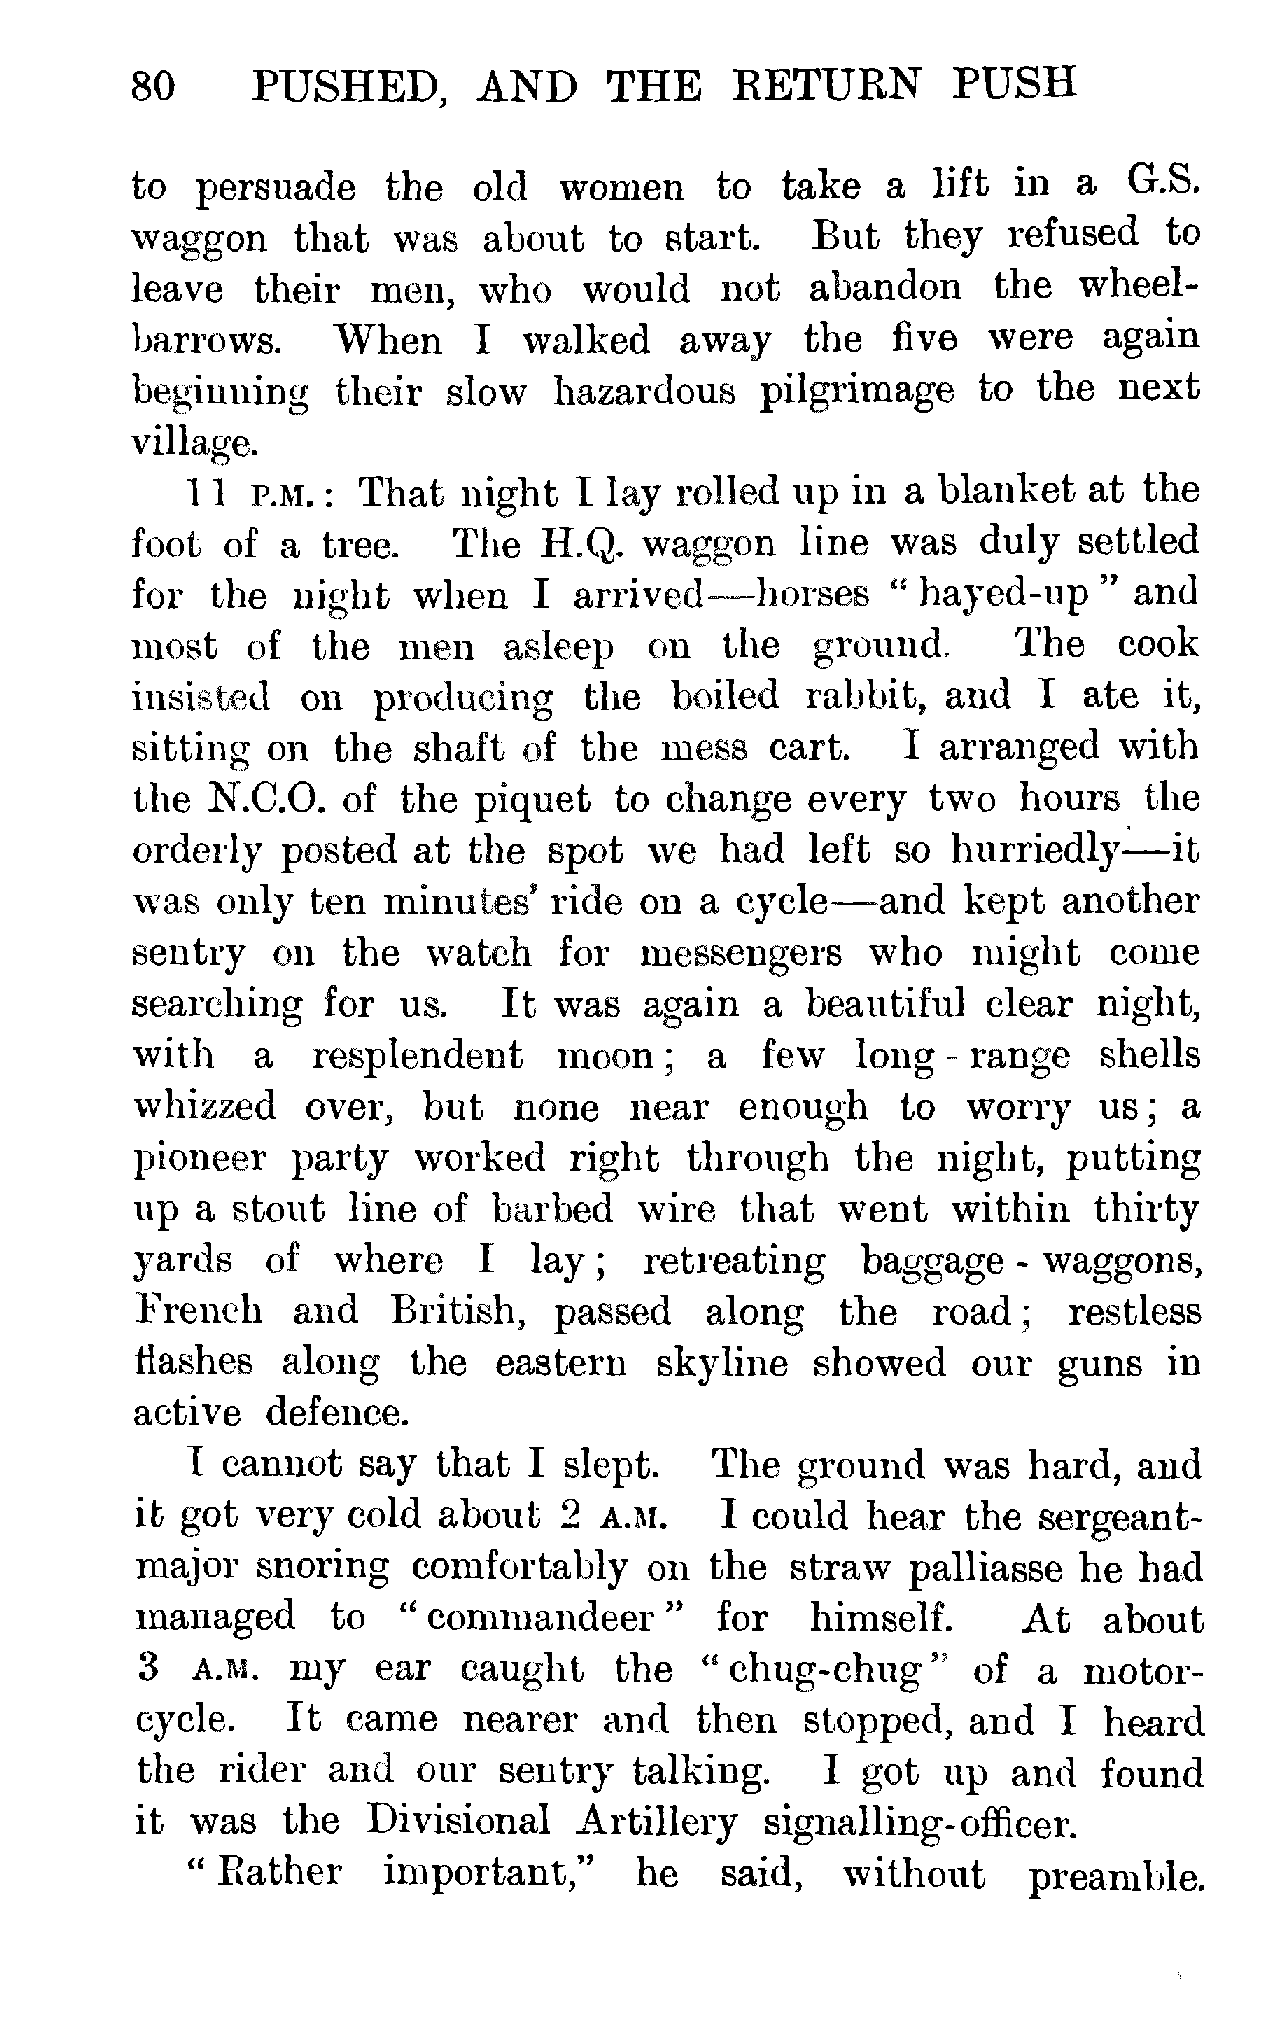 80 PUSHED, AND THE RETURN PUSH
to persuade the old women to take a lift in a G.S.
waggon that was about to start. But they refused to
leave their men, who would not abandon the wheel-
barrows. When I walked away the five were again
beginning their slow hazardous pilgrimage to the next
village.
11 P.M.: That night I lay rolled up in a blanket at the
foot of a tree. The H.Q. waggon line was duly settled
for the night when I arrived—horses "hayed-up" and
most of the men asleep on the ground. The cook
insisted on producing the boiled rabbit, and I ate it,
sitting on the shaft of the mess cart. I arranged with
the N.C.O. of the piquet to change every two hours the
orderly posted at the spot we had left so hurriedly—it
was only ten minutes' ride on a cycle—and kept another
sentry on the watch for messengers who might come
searching for us. It was again a beautiful clear night,
with a resplendent moon; a few long-range shells
whizzed over, but none near enough to worry us; a
pioneer party worked right through the night, putting
up a stout line of barbed wire that went within thirty
yards of where I lay; retreating baggage-waggons,
French and British, passed along the road; restless
flashes along the eastern skyline showed our guns in
active defence.
I cannot say that I slept. The ground was hard, and
it got very cold about 2 A.M. I could hear the sergeant-
major snoring comfortably on the straw palliasse he had
managed to "commandeer" for himself. At about
3 A.M. my ear caught the "chug-chug" of a motor-
cycle. It came nearer and then stopped, and I heard
the rider and our sentry talking. I got up and found
it was the Divisional Artillery signalling-officer.
"Rather important," he said, without preamble.